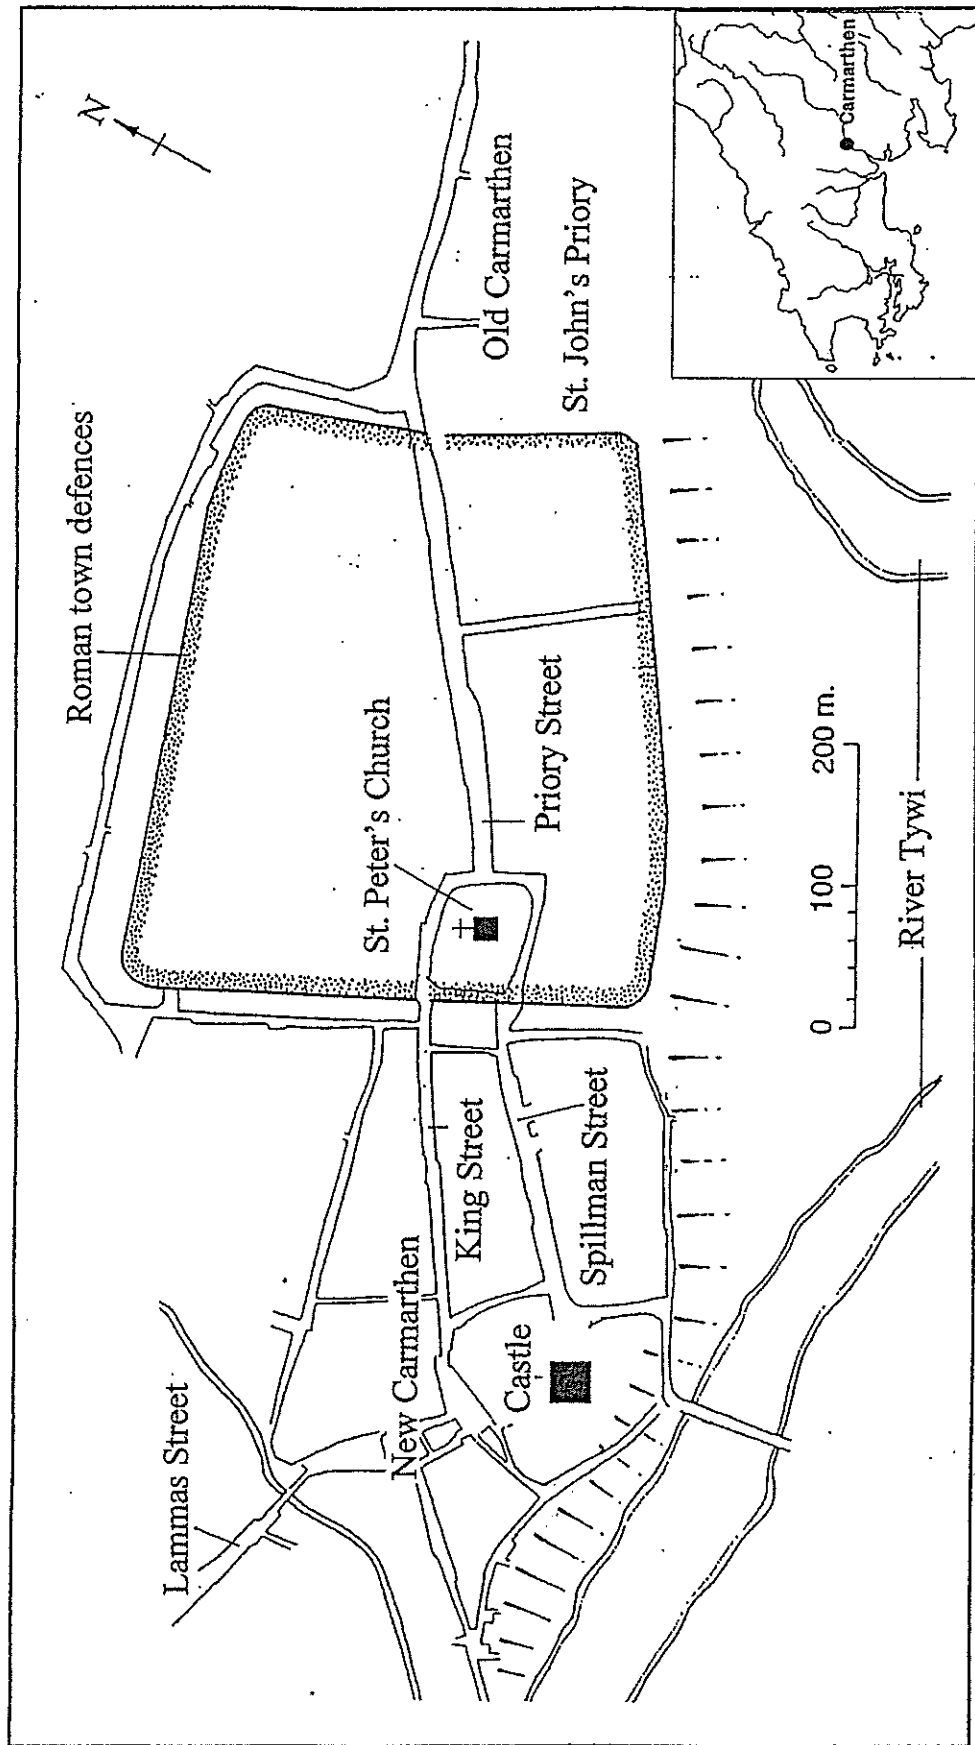 N
Roman town defences
Old Carmarthen
St. John's Priory
Carmarthen
Lammas Street
St. Peter's Church
Priory Street
New Carmarthen
King Street
Castle
Spillman Street
0 100 200 m.
River Tywi